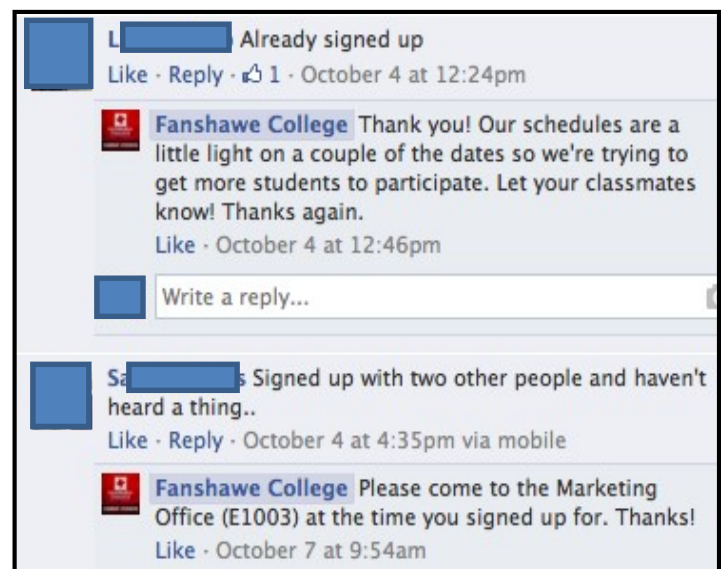 L Already signed up
Like · Reply · 1 · October 4 at 12:24pm
Fanshawe College Thank you! Our schedules are a
little light on a couple of the dates so we're trying to
get more students to participate. Let your classmates
know! Thanks again.
Like · October 4 at 12:46pm
Write a reply...
Sa s Signed up with two other people and haven't
heard a thing..
Like · Reply · October 4 at 4:35pm via mobile
Fanshawe College Please come to the Marketing
Office (E1003) at the time you signed up for. Thanks!
Like · October 7 at 9:54am